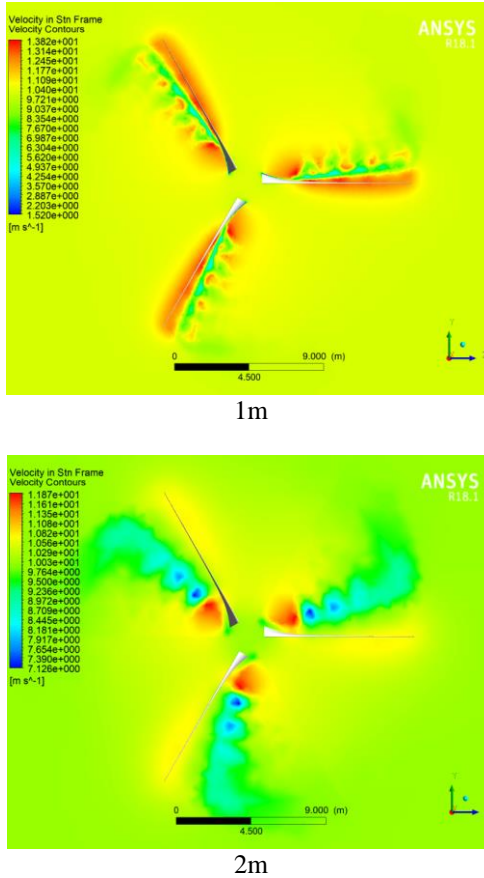 Velocity in Stn Frame
Velocity Contours
1.382e+001
1.314e+001
1.245e+001
1.177e+001
1.109e+001
1.040e+001
9.721e+000
9.037e+000
8.354e+000
7.670e+000
6.987e+000
6.304e+000
5.620e+000
4.937e+000
4.254e+000
3.570e+000
2.887e+000
2.203e+000
1.520e+000
[m s^-1]
ANSYS
R18.1
0 9.000 (m)
4.500
Y
1m
Velocity in Stn Frame
Velocity Contours
1.187e+001
1.161e+001
1.135e+001
1.108e+001
1.082e+001
1.056e+001
1.029e+001
1.003e+001
9.764e+000
9.500e+000
9.236e+000
8.972e+000
8.709e+000
8.445e+000
8.181e+000
7.917e+000
7.654e+000
7.390e+000
7.126e+000
[m s^-1]
ANSYS
R18.1
0 9.000 (m)
4.500
2m